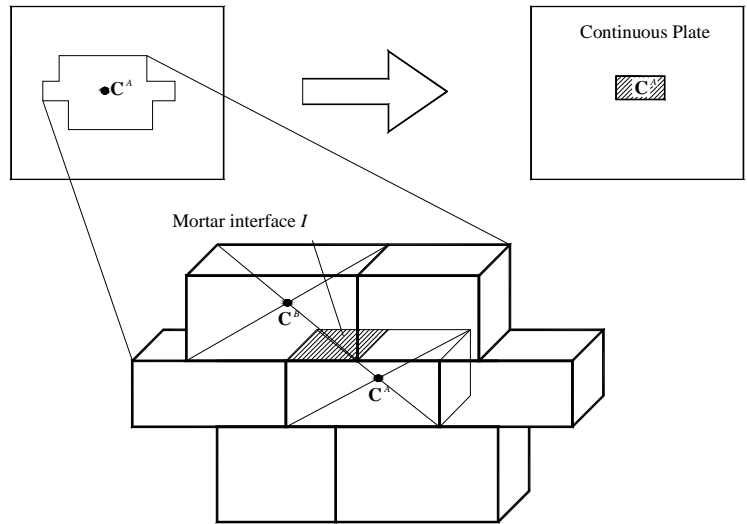 C^A
Continuous Plate
C^A
Mortar interface I
C^B
C^A